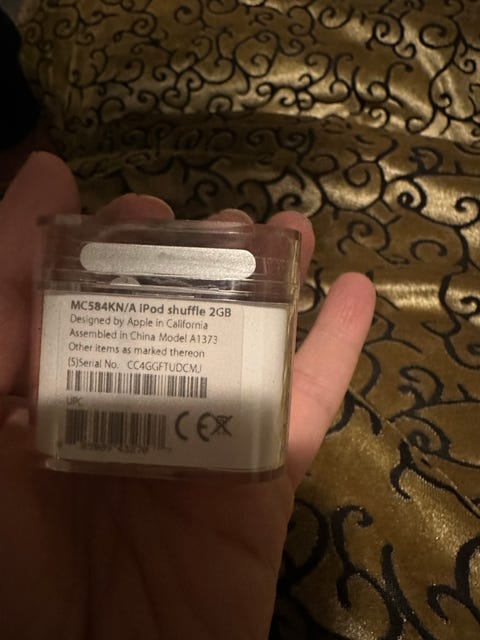 MC584KN/A iPod shuffle 2GB
Designed by Apple in California
Assembled in China Model A1373
Other items as marked thereon
(S)Serial No. CC4GGFTUDCMJ
UPC
CE